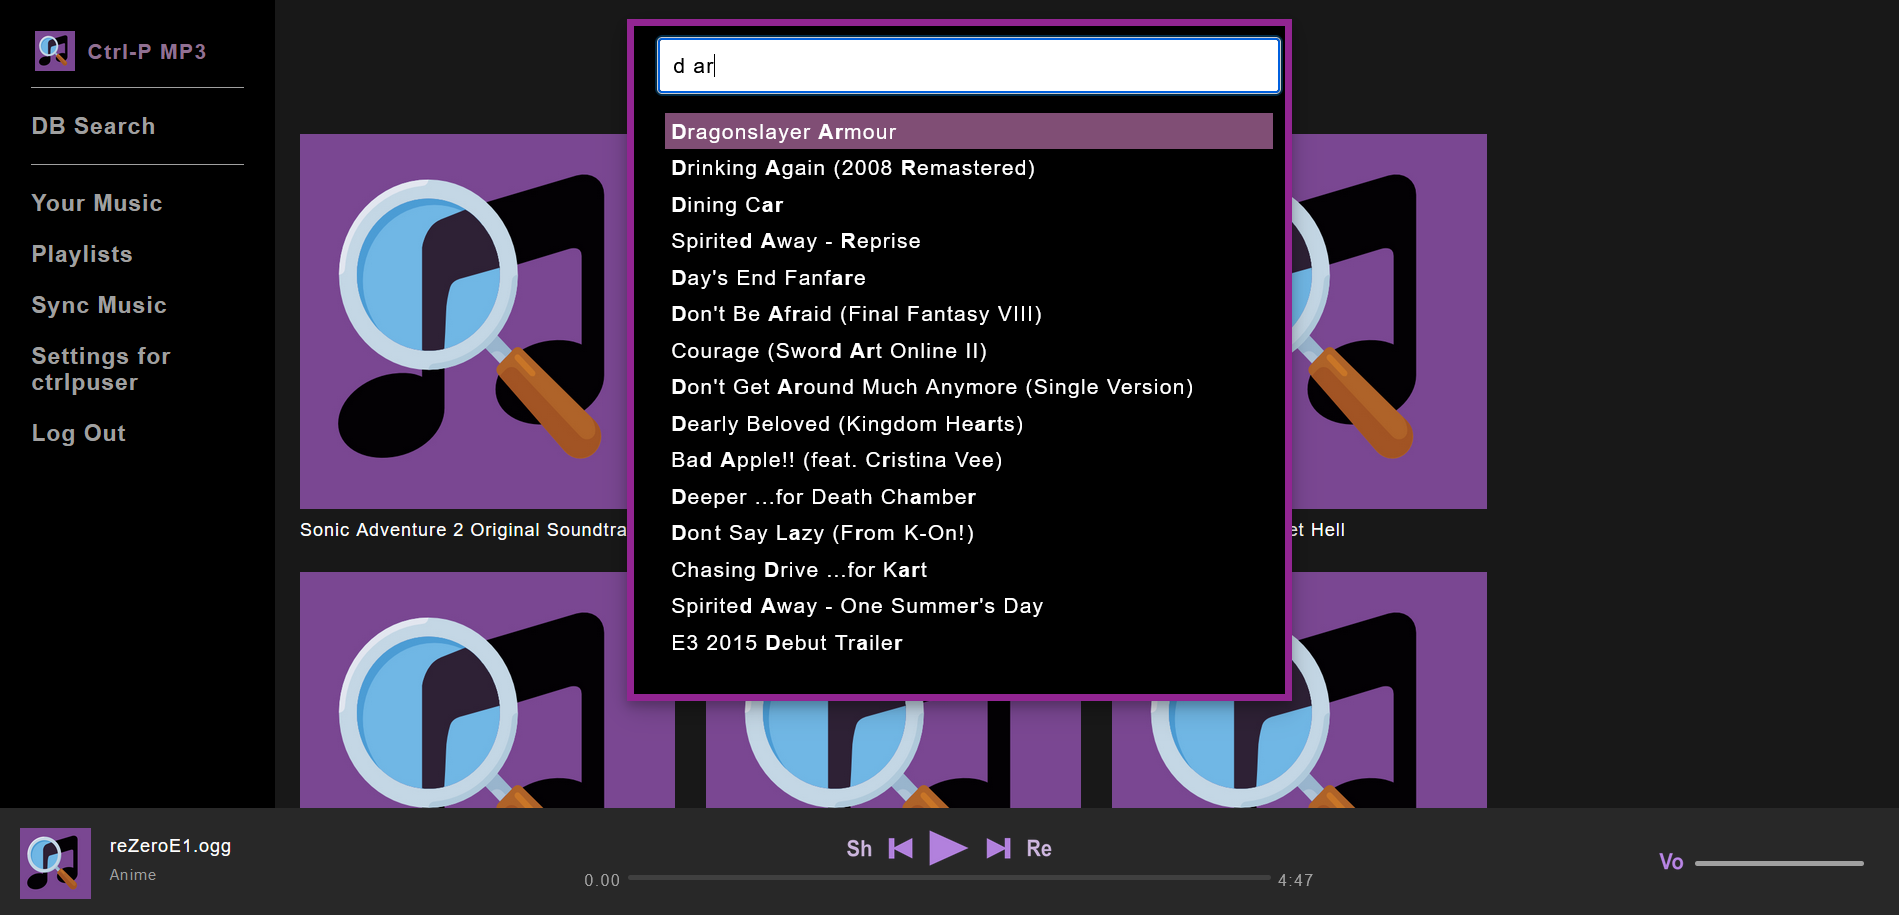 Ctrl-P MP3
DB Search
Your Music
Playlists
Sync Music
Settings for
ctrlpuser
Log Out
d ar
Dragonslayer Armour
Drinking Again (2008 Remastered)
Dining Car
Spirited Away - Reprise
Day's End Fanfare
Don't Be Afraid (Final Fantasy VIII)
Courage (Sword Art Online II)
Don't Get Around Much Anymore (Single Version)
Dearly Beloved (Kingdom Hearts)
Bad Apple!! (feat. Cristina Vee)
Deeper ...for Death Chamber
Dont Say Lazy (From K-On!)
Chasing Drive ...for Kart
Spirited Away - One Summer's Day
E3 2015 Debut Trailer
Sonic Adventure 2 Original Soundtra
et Hell
reZeroE1.ogg
Anime
Sh
Re
0.00
4:47
Vo